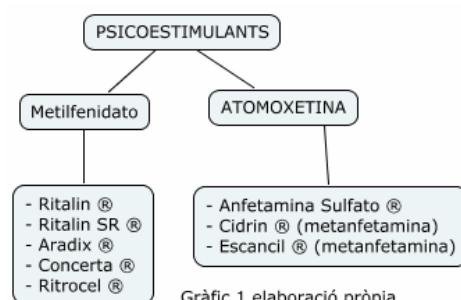 PSICOESTIMULANTS
Metilfenidato
ATOMOXETINA
- Ritalin ®
- Ritalin SR ®
- Aradix ®
- Concerta ®
- Ritrocel ®
- Anfetamina Sulfato ®
- Cidrin ® (metanfetamina)
- Escancil ® (metanfetamina)
Gràfic 1 elaboració pròpia